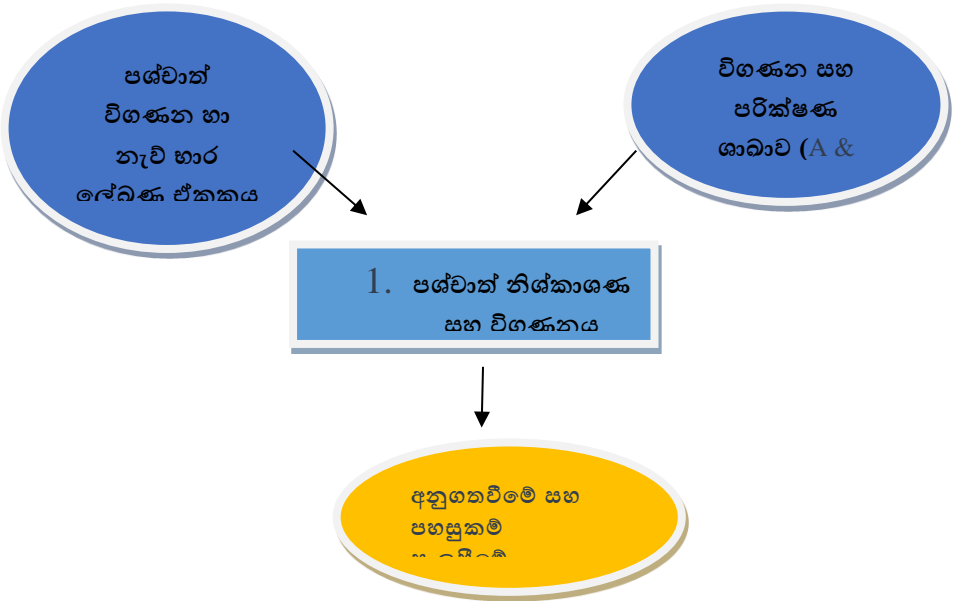 පශ්චාත්
විගණන හා
නැව් භාර
ලේඛණ ඒකකය
විගණන සහ
පරික්ෂණ
ශාඛාව (A &
1. පශ්චාත් නිශ්කාශණ
සහ විගණනය
අනුගතවීමේ සහ
පහසුකම්